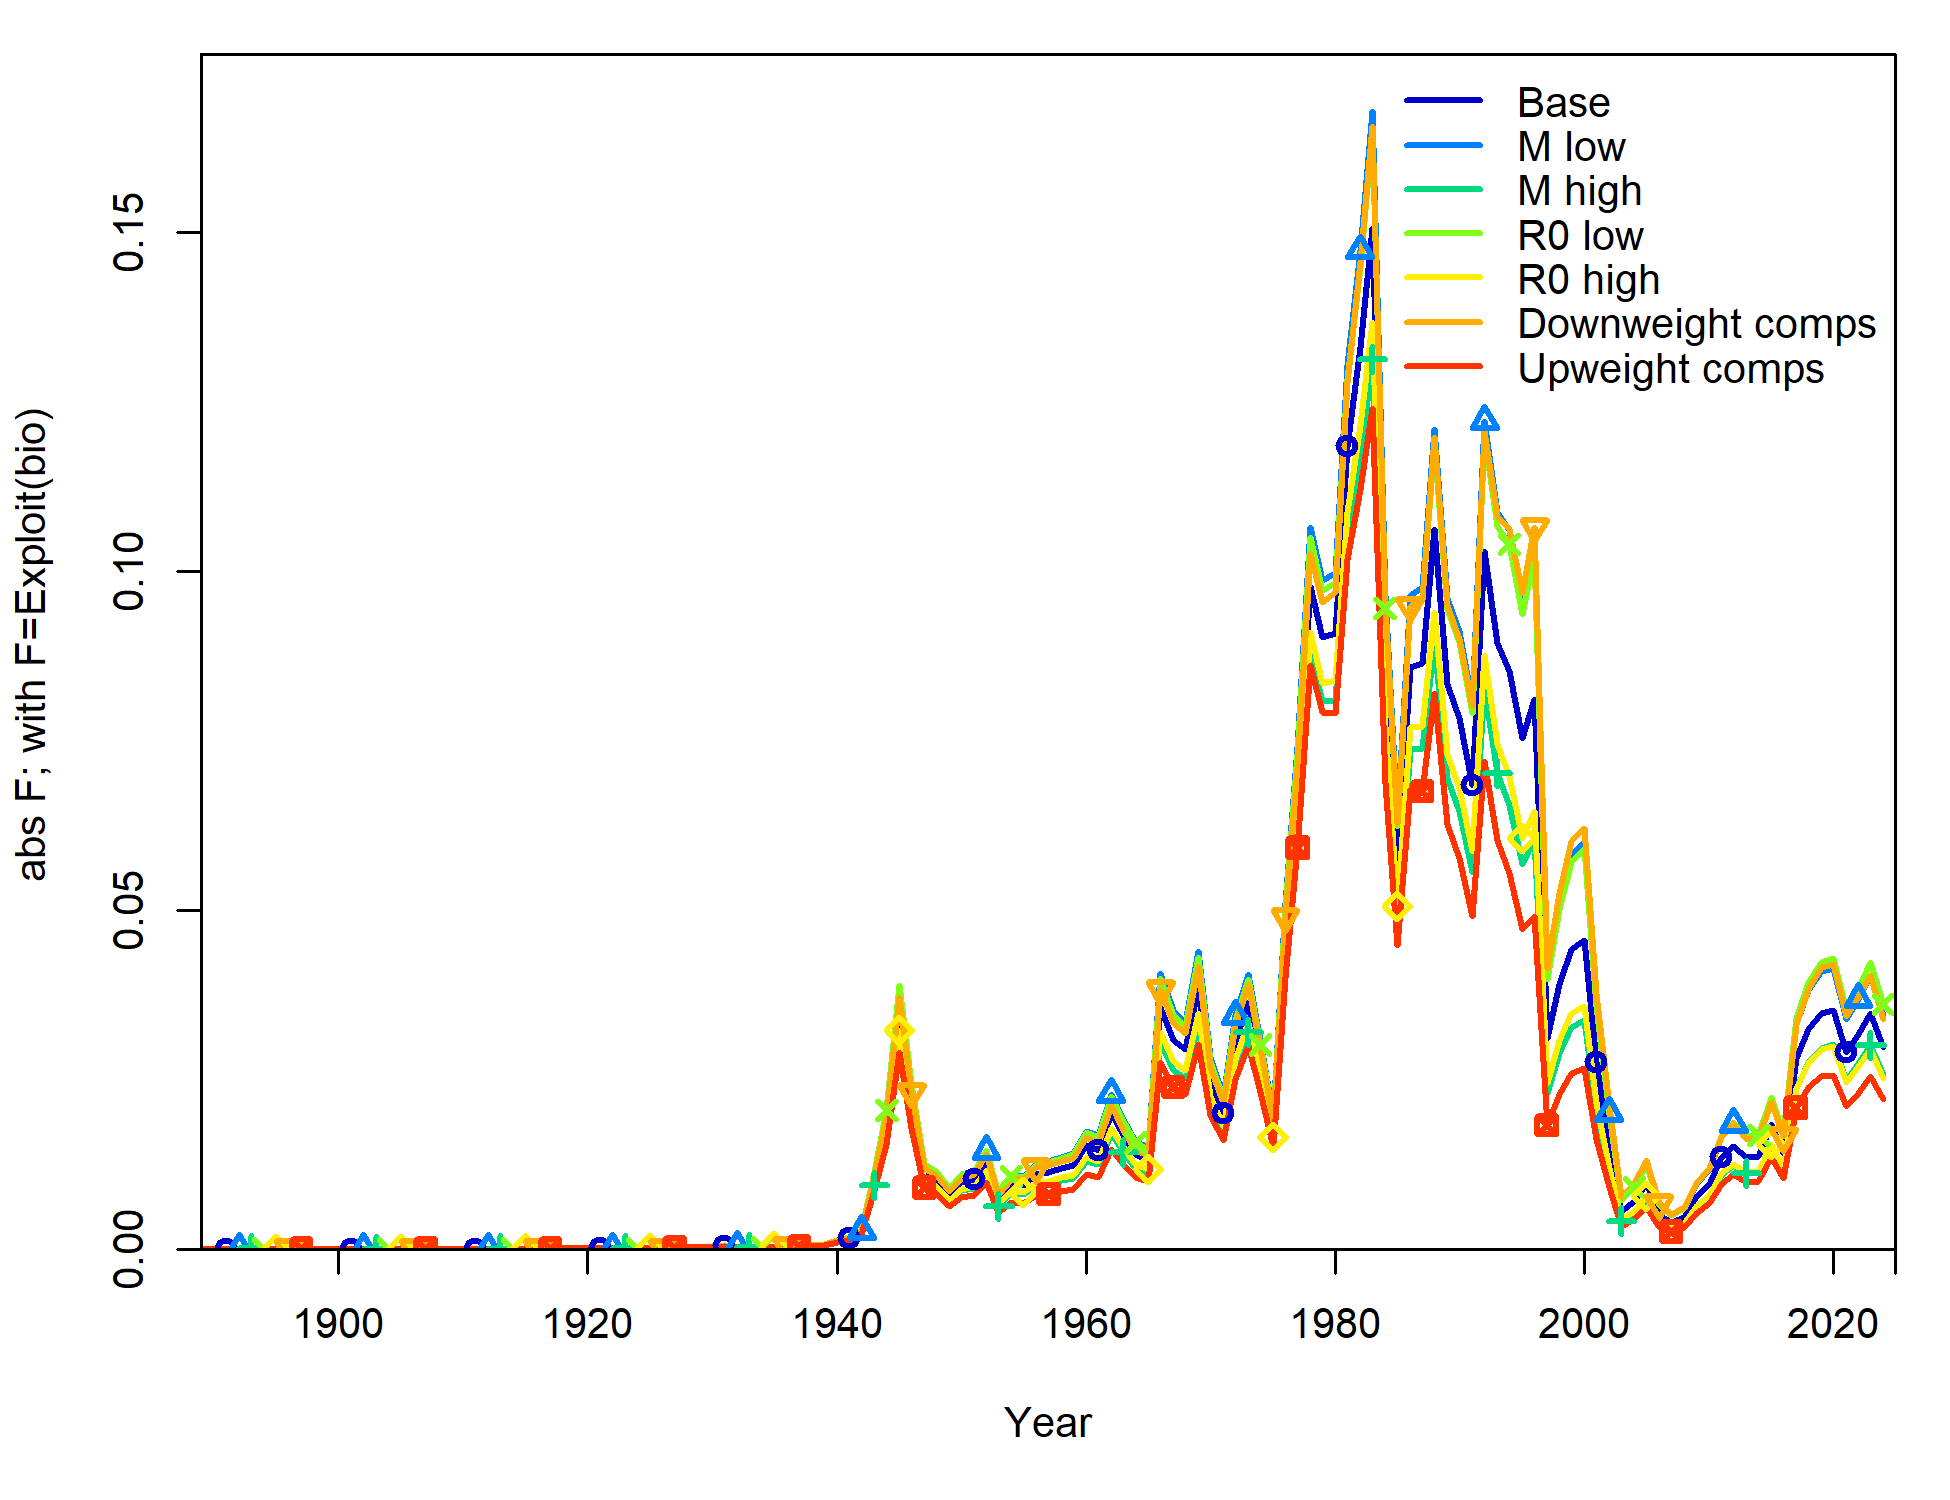 abs F; with F=Exploit(bio)
0.15
0.10
0.05
0.00
Base
M low
M high
R0 low
R0 high
Downweight comps
Upweight comps
1900
1920
1940
1960
1980
2000
2020
Year